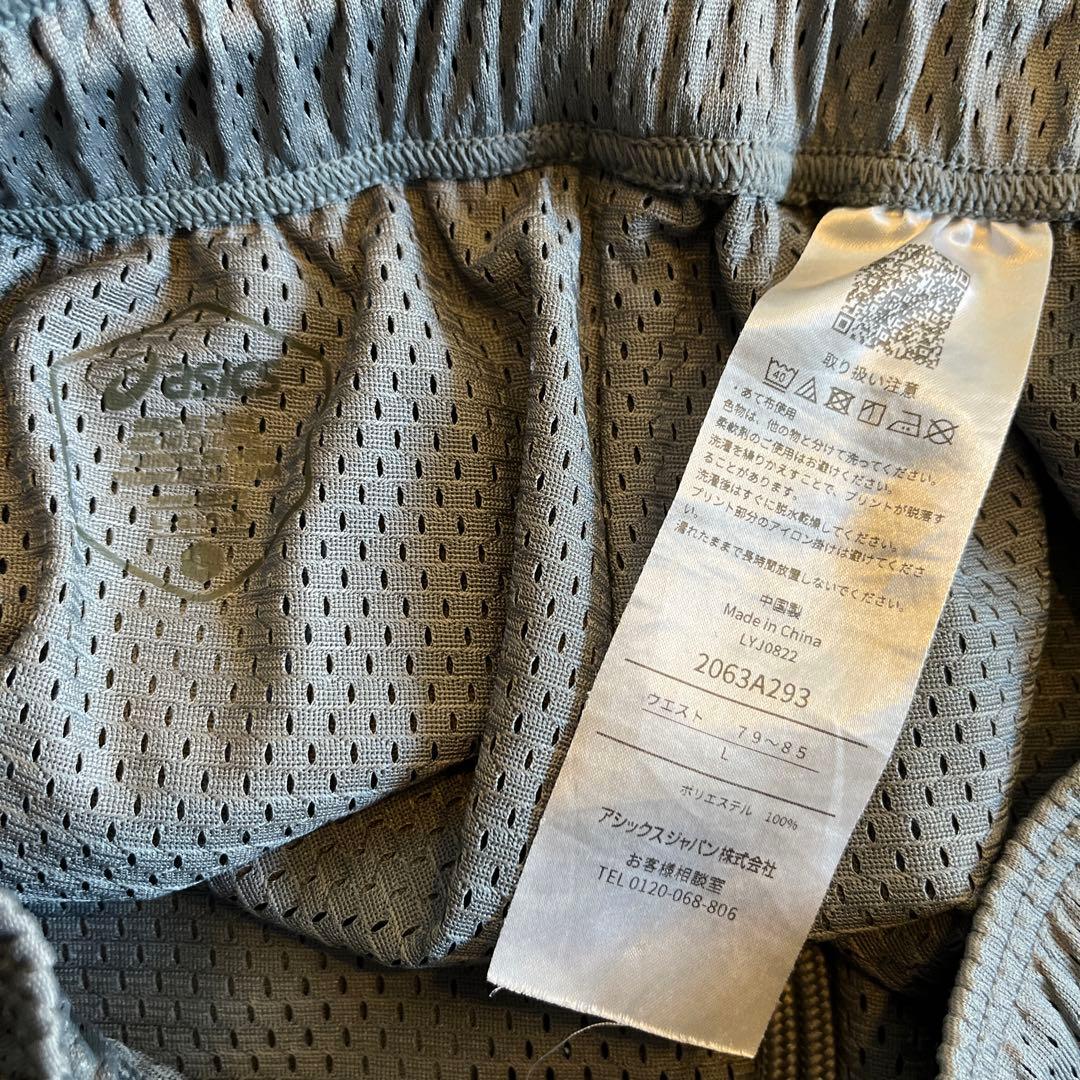 asics
取り扱い注意
40
・あて布使用
色物は、他の物と分けて洗ってください。
柔軟剤のご使用はお避けください。
洗濯を繰りかえすことで、プリントが脱落す
ることがあります。
洗濯後はすぐに脱水乾燥してください。
プリント部分のアイロン掛けは避けてくださ
い。
濡れたままで長時間放置しないでください。
中国製
Made in China
LYJ0822
2063A293
ウエスト 79～85
L
ポリエステル 100%
アシックスジャパン株式会社
お客様相談室
TEL 0120-068-806